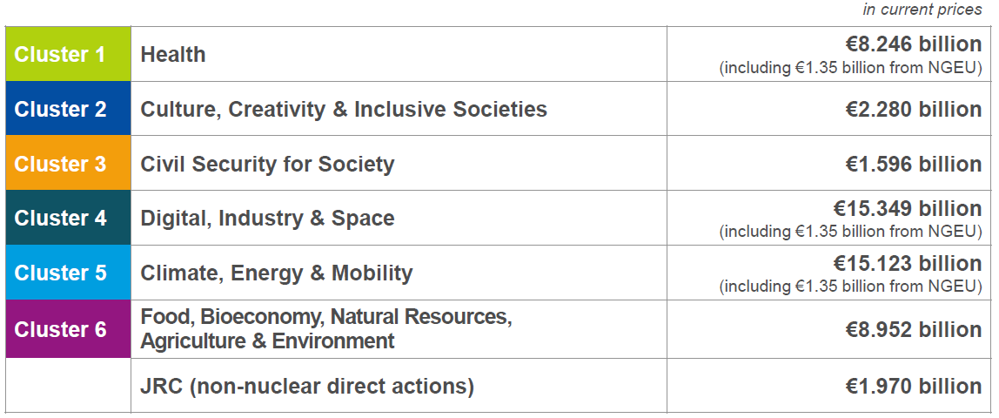 in current prices
Cluster 1
Health
€8.246 billion
(including €1.35 billion from NGEU)
Cluster 2
Culture, Creativity & Inclusive Societies
€2.280 billion
Cluster 3
Civil Security for Society
€1.596 billion
Cluster 4
Digital, Industry & Space
€15.349 billion
(including €1.35 billion from NGEU)
Cluster 5
Climate, Energy & Mobility
€15.123 billion
(including €1.35 billion from NGEU)
Cluster 6
Food, Bioeconomy, Natural Resources,
Agriculture & Environment
€8.952 billion
JRC (non-nuclear direct actions)
€1.970 billion